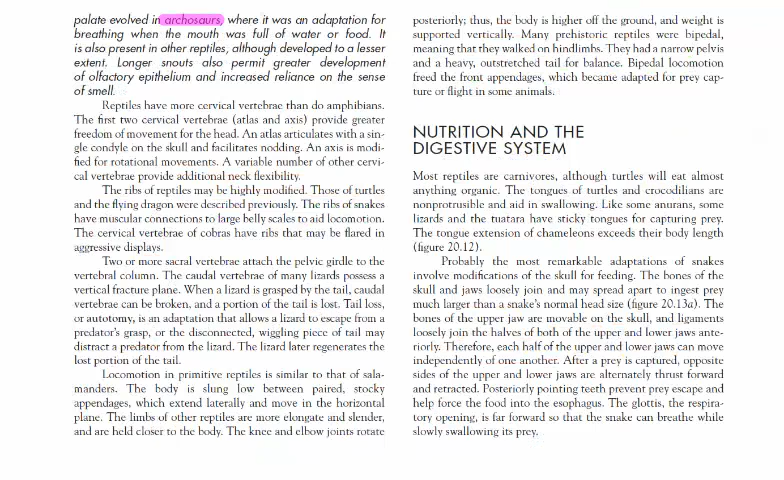 palate evolved in archosaurs, where it was an adaptation for
breathing when the mouth was full of water or food. It
is also present in other reptiles, although developed to a lesser
extent. Longer snouts also permit greater development
of olfactory epithelium and increased reliance on the sense
of smell.
Reptiles have more cervical vertebrae than do amphibians.
The first two cervical vertebrae (atlas and axis) provide greater
freedom of movement for the head. An atlas articulates with a sin-
gle condyle on the skull and facilitates nodding. An axis is modi-
fied for rotational movements. A variable number of other cervi-
cal vertebrae provide additional neck flexibility.
The ribs of reptiles may be highly modified. Those of turtles
and the flying dragon were described previously. The ribs of snakes
have muscular connections to large belly scales to aid locomotion.
The cervical vertebrae of cobras have ribs that may be flared in
aggressive displays.
Two or more sacral vertebrae attach the pelvic girdle to the
vertebral column. The caudal vertebrae of many lizards possess a
vertical fracture plane. When a lizard is grasped by the tail, caudal
vertebrae can be broken, and a portion of the tail is lost. Tail loss,
or autotomy, is an adaptation that allows a lizard to escape from a
predator's grasp, or the disconnected, wiggling piece of tail may
distract a predator from the lizard. The lizard later regenerates the
lost portion of the tail.
Locomotion in primitive reptiles is similar to that of sala-
manders. The body is slung low between paired, stocky
appendages, which extend laterally and move in the horizontal
plane. The limbs of other reptiles are more elongate and slender,
and are held closer to the body. The knee and elbow joints rotate
posteriorly; thus, the body is higher off the ground, and weight is
supported vertically. Many prehistoric reptiles were bipedal,
meaning that they walked on hindlimbs. They had a narrow pelvis
and a heavy, outstretched tail for balance. Bipedal locomotion
freed the front appendages, which became adapted for prey cap-
ture or flight in some animals.
NUTRITION AND THE
DIGESTIVE SYSTEM
Most reptiles are carnivores, although turtles will eat almost
anything organic. The tongues of turtles and crocodilians are
nonprotrusible and aid in swallowing. Like some anurans, some
lizards and the tuatara have sticky tongues for capturing prey.
The tongue extension of chameleons exceeds their body length
(figure 20.12).
Probably the most remarkable adaptations of snakes
involve modifications of the skull for feeding. The bones of the
skull and jaws loosely join and may spread apart to ingest prey
much larger than a snake's normal head size (figure 20.13a). The
bones of the upper jaw are movable on the skull, and ligaments
loosely join the halves of both of the upper and lower jaws ante-
riorly. Therefore, each half of the upper and lower jaws can move
independently of one another. After a prey is captured, opposite
sides of the upper and lower jaws are alternately thrust forward
and retracted. Posteriorly pointing teeth prevent prey escape and
help force the food into the esophagus. The glottis, the respira-
tory opening, is far forward so that the snake can breathe while
slowly swallowing its prey.